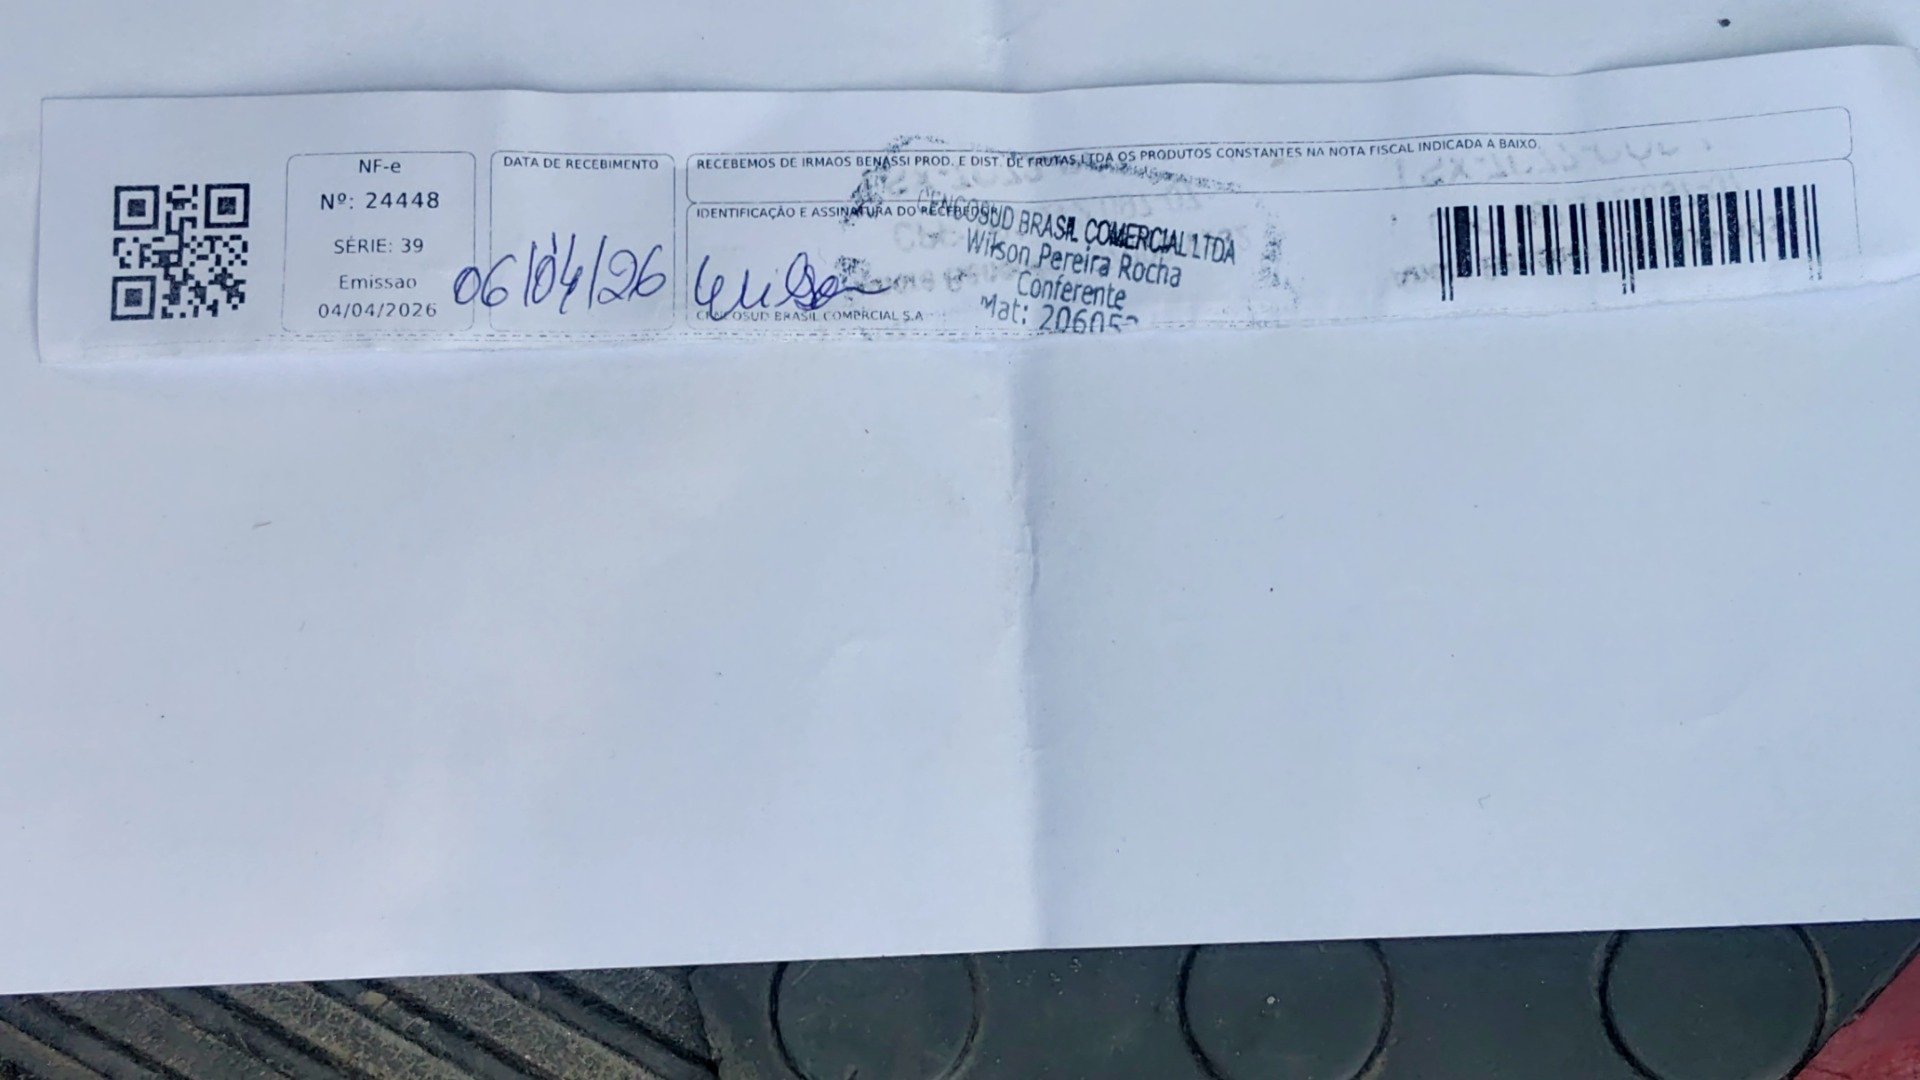 NF-e
Nº: 24448
SÉRIE: 39
Emissao
04/04/2026
DATA DE RECEBIMENTO
06/04/26
RECEBEMOS DE IRMAOS BENASSI PROD. E DIST. DE FRUTAS LTDA OS PRODUTOS CONSTANTES NA NOTA FISCAL INDICADA A BAIXO.
IDENTIFICAÇÃO E ASSINATURA DO RECEBEDOR
Wilson
CENCOSUD BRASIL COMERCIAL S.A
CENCOSUD BRASIL COMERCIAL LTDA
Wilson Pereira Rocha
Conferente
Mat: